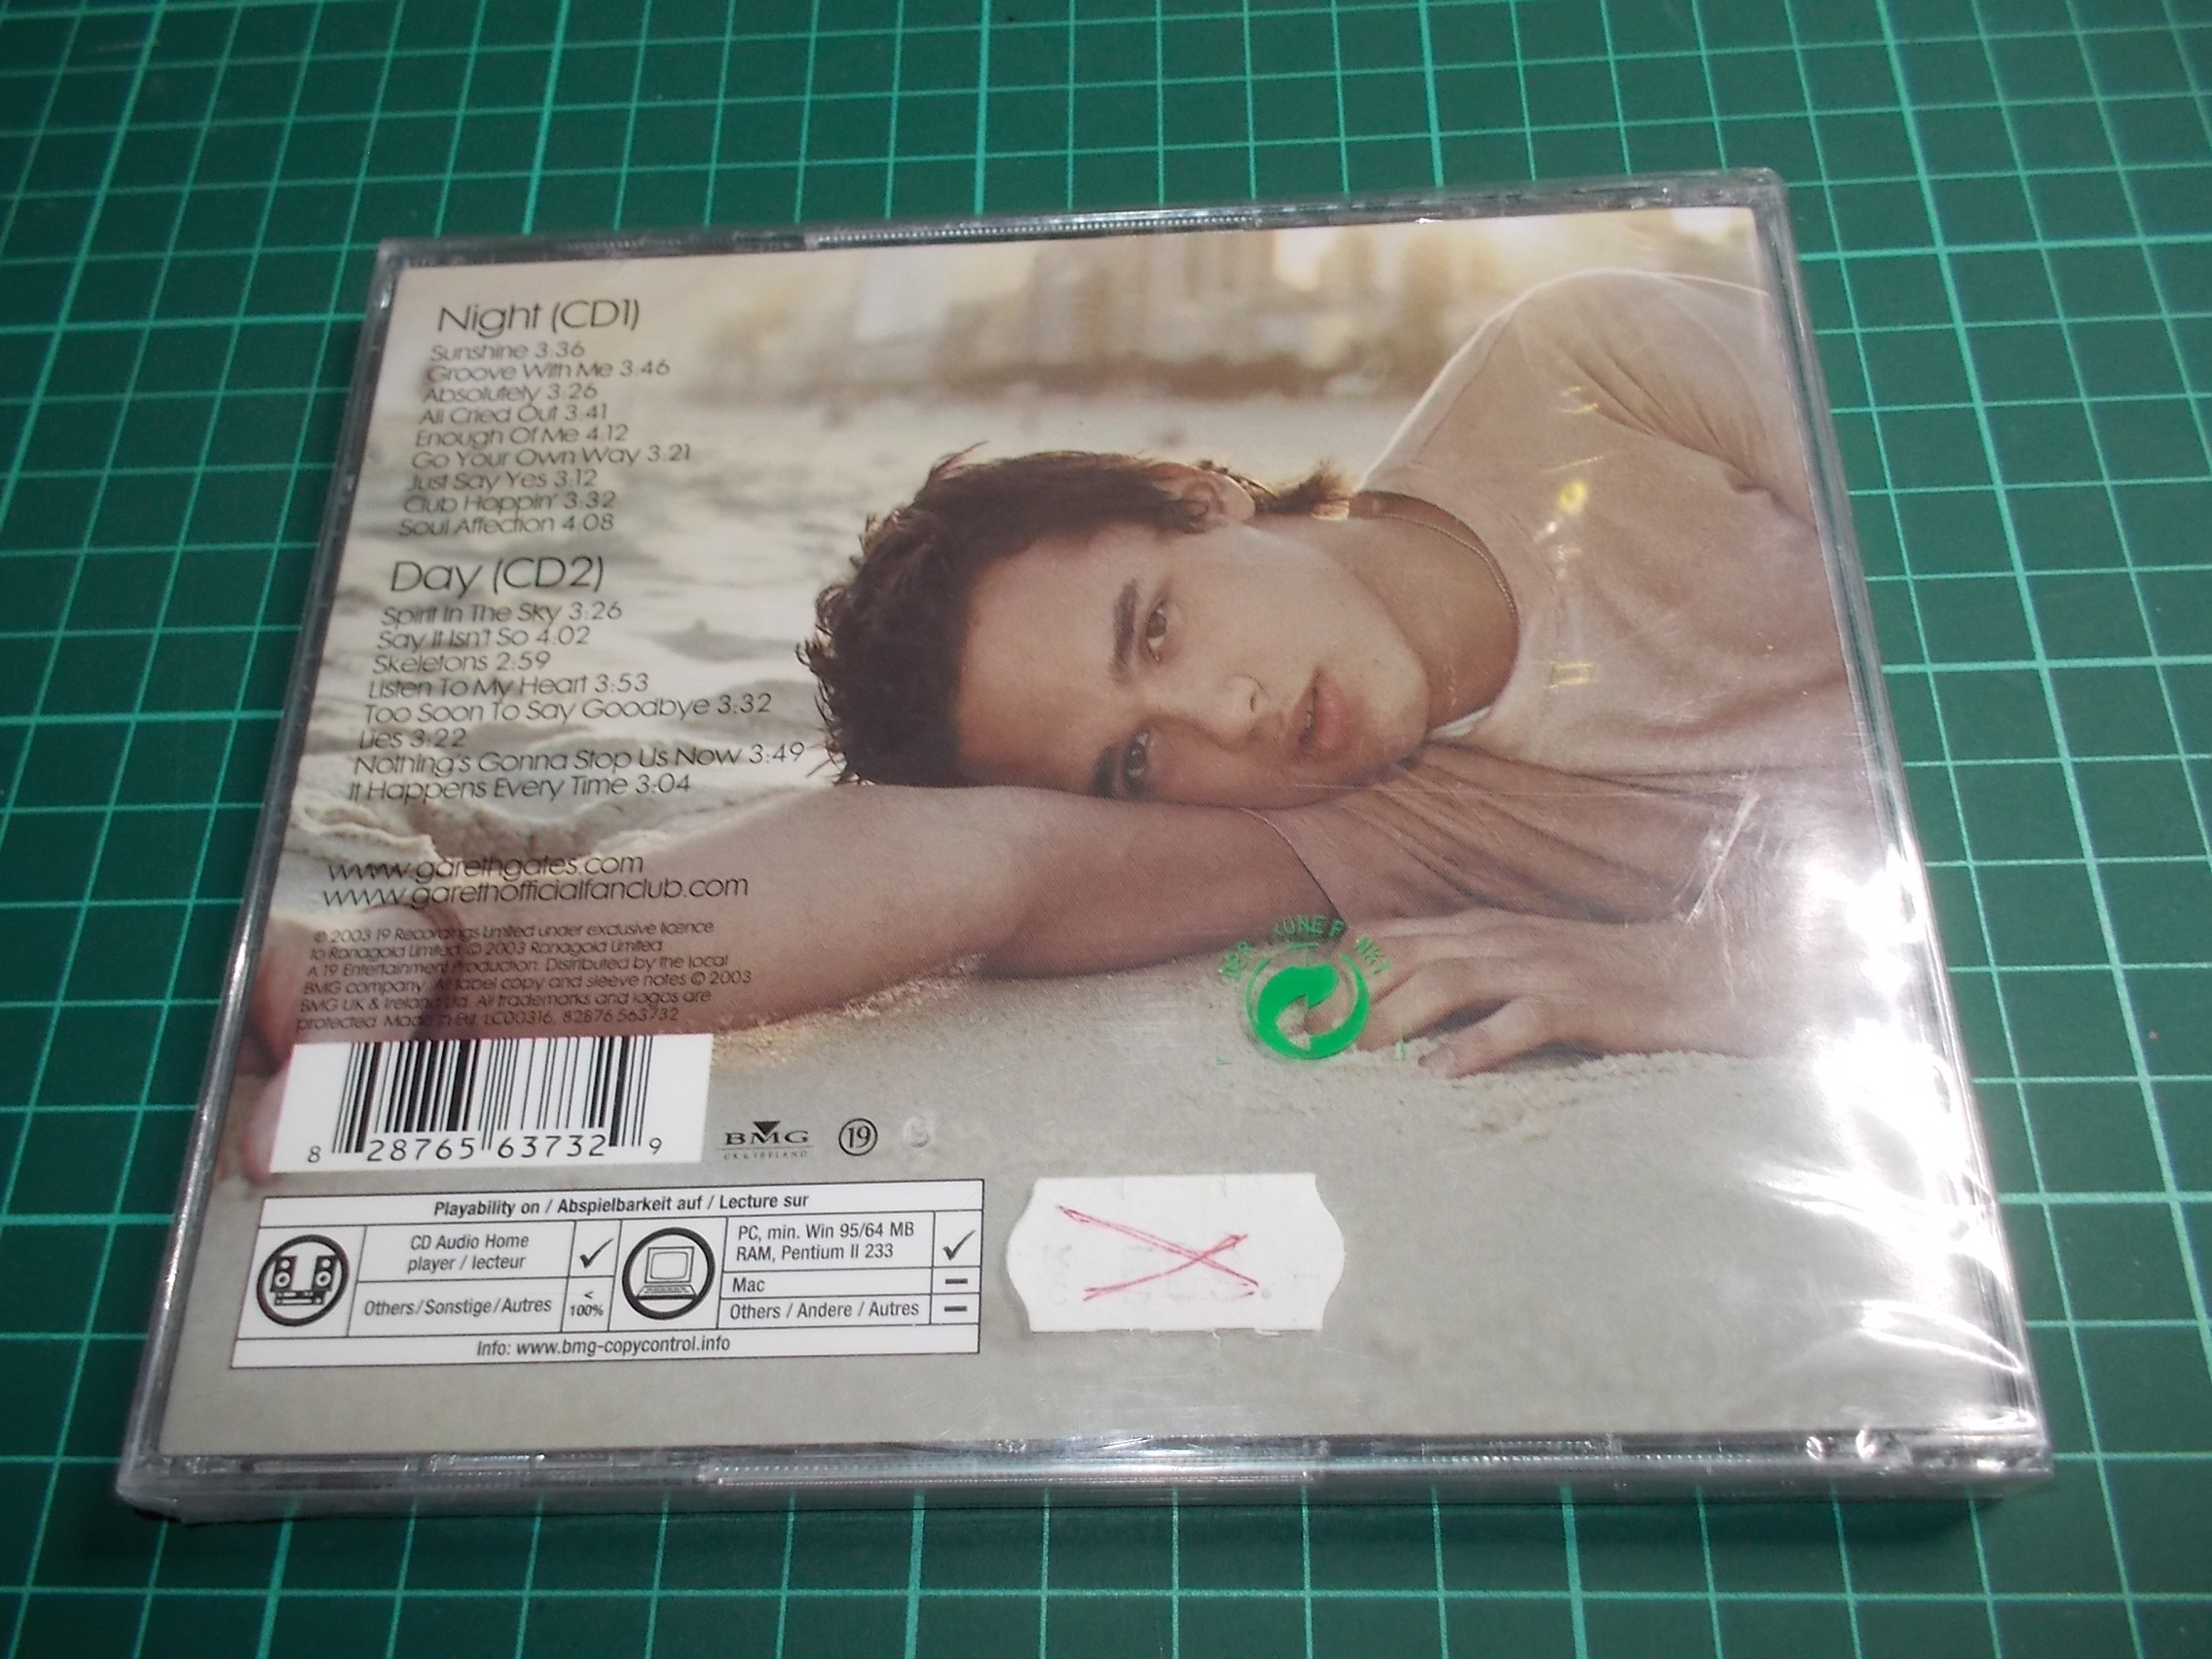 Night (CD1)
Sunshine 3:36
Groove With Me 3:46
Absolutely 3:26
All Cried Out 3:41
Enough Of Me 4:12
Go Your Own Way 3:21
Just Say Yes 3:12
Club Hoppin' 3:32
Soul Affection 4:08
Day (CD2)
Spirit In The Sky 3:26
Say It Isn't So 4:02
Skeletons 2:59
Listen To My Heart 3:53
Too Soon To Say Goodbye 3:32
Lies 3:22
Nothing's Gonna Stop Us Now 3:49
It Happens Every Time 3:04
www.garethgates.com
www.garethofficialfanclub.com
℗ 2003 19 Recordings Limited under exclusive licence
to Ronagold Limited. © 2003 Ronagold Limited.
A 19 Entertainment Production. Distributed by the local
BMG company. All label copy and sleeve notes © 2003
BMG UK & Ireland Ltd. All trademarks and logos are
protected. Made in EU. LC00316. 82876 563732
8 28765 63732 9
BMG
UK & IRELAND
19
DER ÜNE P NKT
Playability on / Abspielbarkeit auf / Lecture sur
CD Audio Home
player / lecteur
Others/Sonstige/Autres
<
100%
PC, min. Win 95/64 MB
RAM, Pentium II 233
Mac
Others / Andere / Autres
Info: www.bmg-copycontrol.info